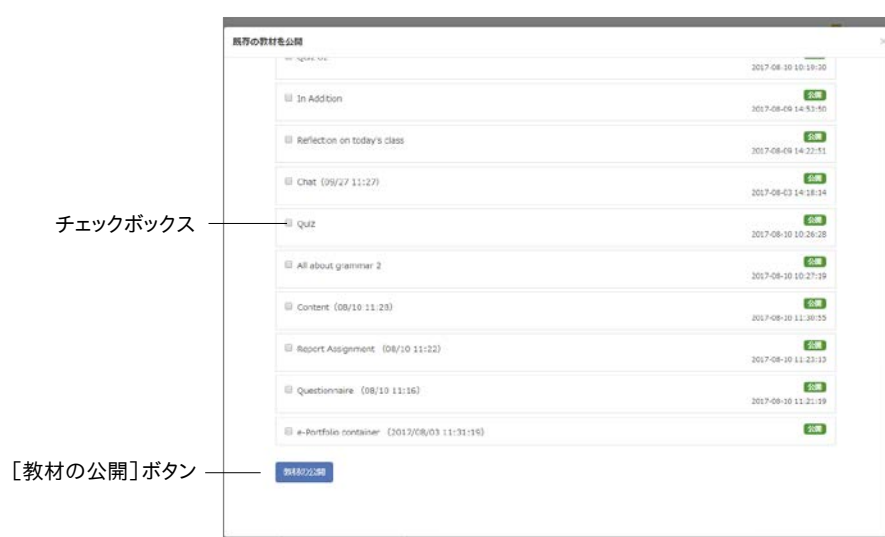 既存の教材を公開
×
Quiz 02
2017-08-10 10:19:30
In Addition
公開
2017-08-09 14:53:50
Reflection on today's class
公開
2017-08-09 14:22:51
Chat (09/27 11:27)
公開
2017-08-03 14:18:14
チェックボックス
Quiz
公開
2017-08-10 10:26:28
All about grammar 2
公開
2017-08-10 10:27:19
Content (08/10 11:28)
公開
2017-08-10 11:30:55
Report Assignment (08/10 11:22)
公開
2017-08-10 11:23:13
Questionnaire (08/10 11:16)
公開
2017-08-10 11:21:19
e-Portfolio container (2017/08/03 11:31:19)
公開
［教材の公開］ボタン
教材の公開